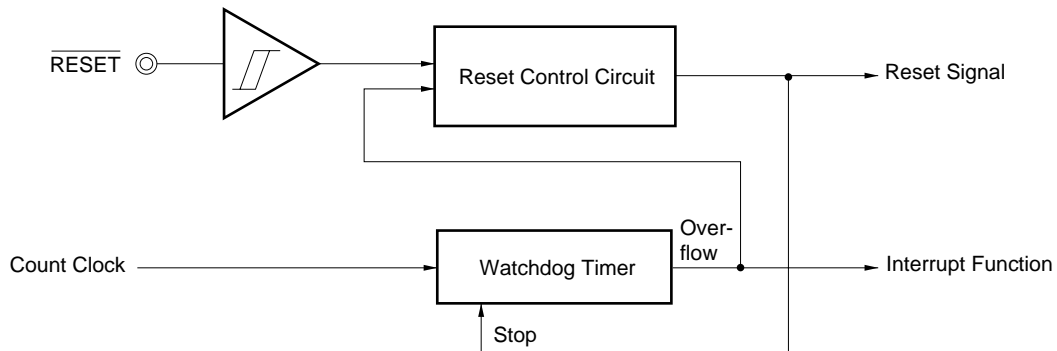 RESET
Reset Control Circuit
Reset Signal
Over-
flow
Count Clock
Watchdog Timer
Interrupt Function
Stop